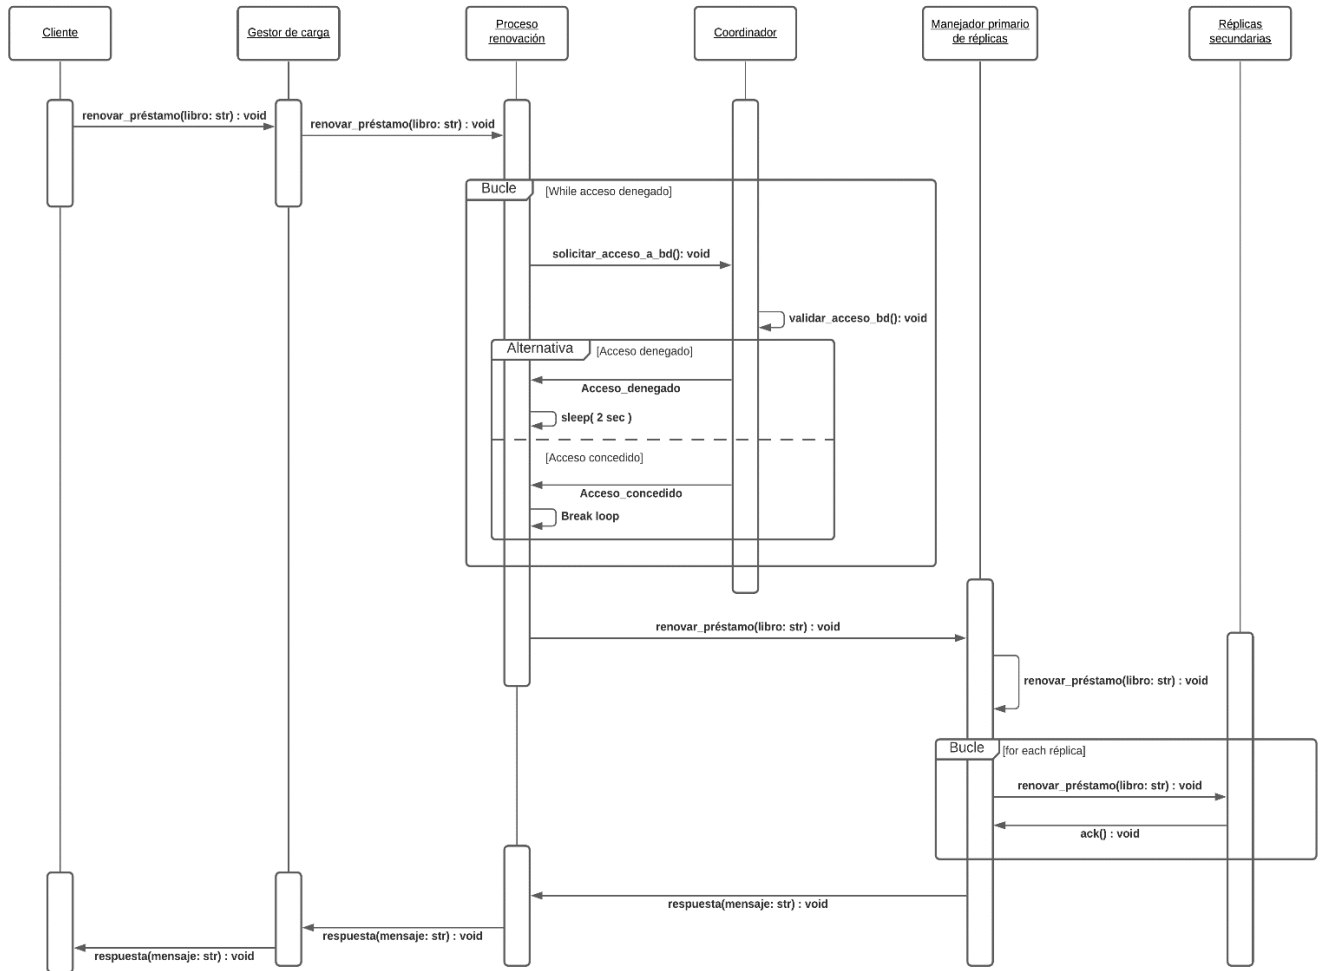 Cliente
Gestor de carga
Proceso
renovación
Coordinador
Manejador primario
de réplicas
Réplicas
secundarias
renovar_préstamo(libro: str) : void
renovar_préstamo(libro: str) : void
Bucle
[While acceso denegado]
solicitar_acceso_a_bd(): void
validar_acceso_bd(): void
Alternativa
[Acceso denegado]
Acceso_denegado
sleep( 2 sec )
[Acceso concedido]
Acceso_concedido
Break loop
renovar_préstamo(libro: str) : void
renovar_préstamo(libro: str) : void
Bucle
[for each réplica]
renovar_préstamo(libro: str) : void
ack() : void
respuesta(mensaje: str) : void
respuesta(mensaje: str) : void
respuesta(mensaje: str) : void